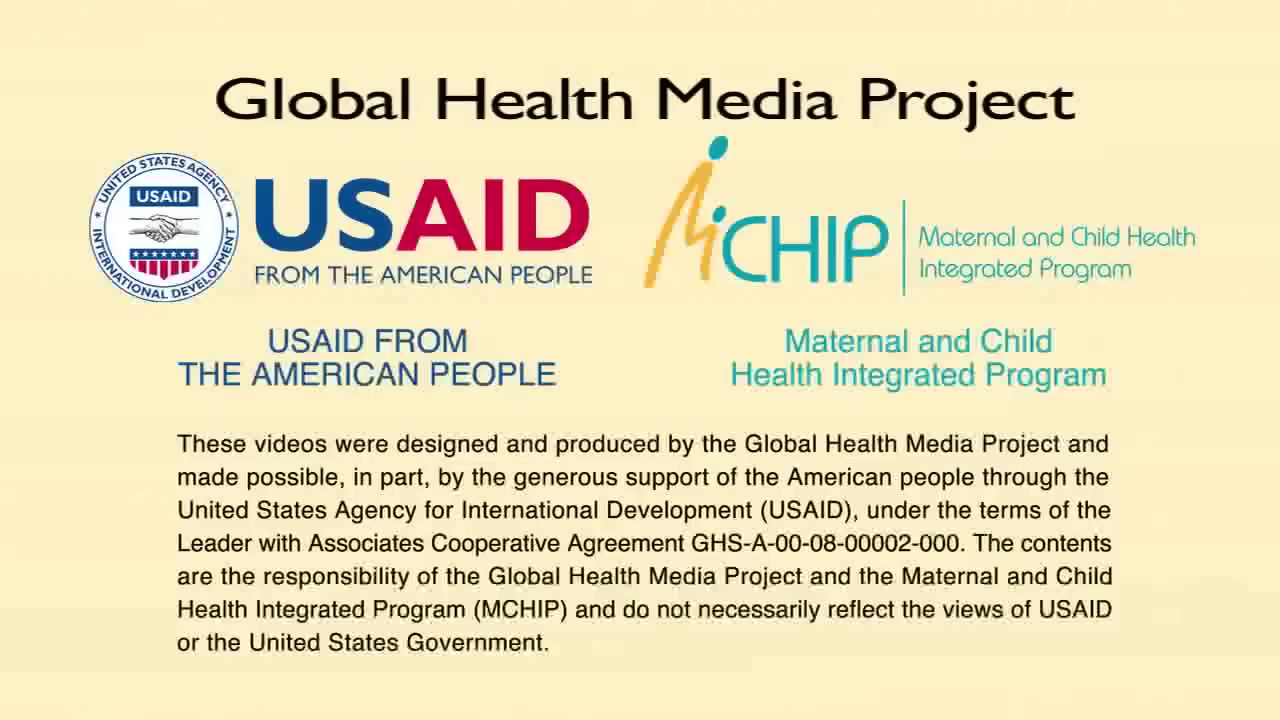 Global Health Media Project
UNITED STATES AGENCY
USAID
INTERNATIONAL DEVELOPMENT
USAID
FROM THE AMERICAN PEOPLE
MCHIP
Maternal and Child Health
Integrated Program
USAID FROM
THE AMERICAN PEOPLE
Maternal and Child
Health Integrated Program
These videos were designed and produced by the Global Health Media Project and
made possible, in part, by the generous support of the American people through the
United States Agency for International Development (USAID), under the terms of the
Leader with Associates Cooperative Agreement GHS-A-00-08-00002-000. The contents
are the responsibility of the Global Health Media Project and the Maternal and Child
Health Integrated Program (MCHIP) and do not necessarily reflect the views of USAID
or the United States Government.